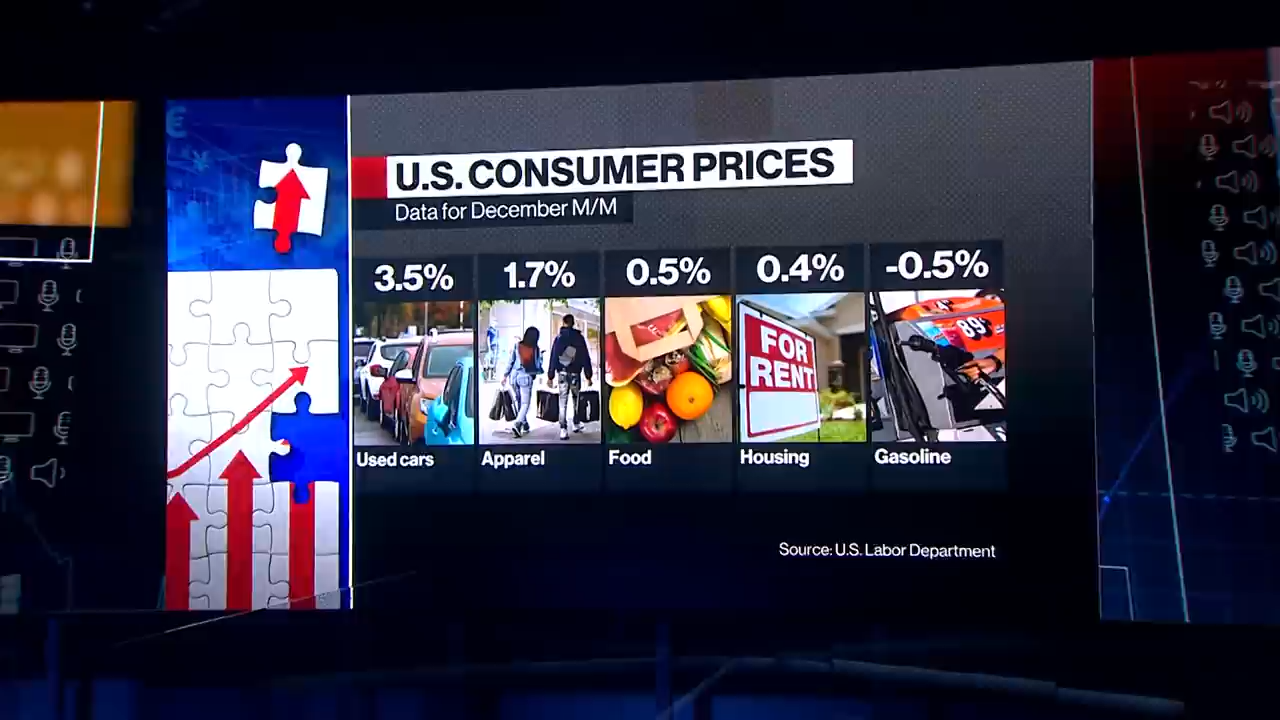 U.S. CONSUMER PRICES
Data for December M/M
3.5% 1.7% 0.5% 0.4% -0.5%
FOR
RENT
89⁹
Used cars Apparel Food Housing Gasoline
Source: U.S. Labor Department
€
¥